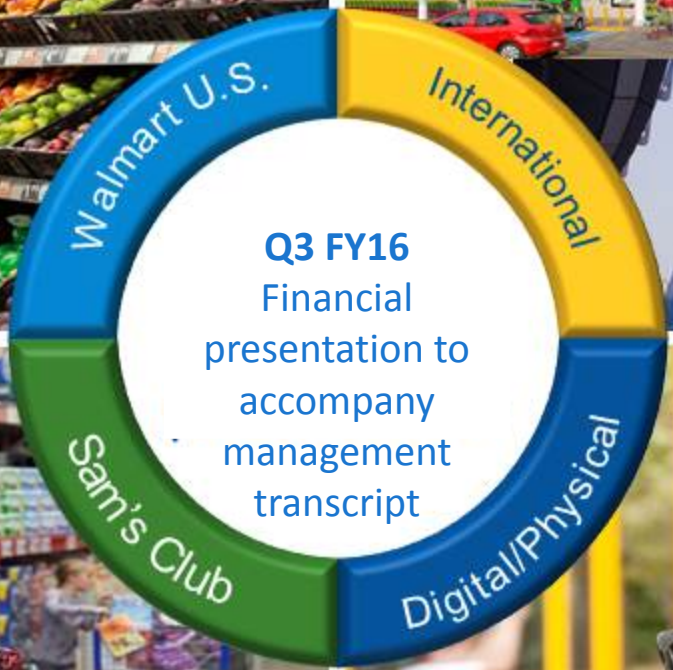 Walmart U.S.
International
Q3 FY16
Financial
presentation to
accompany
management
transcript
Sam's Club
Digital/Physical